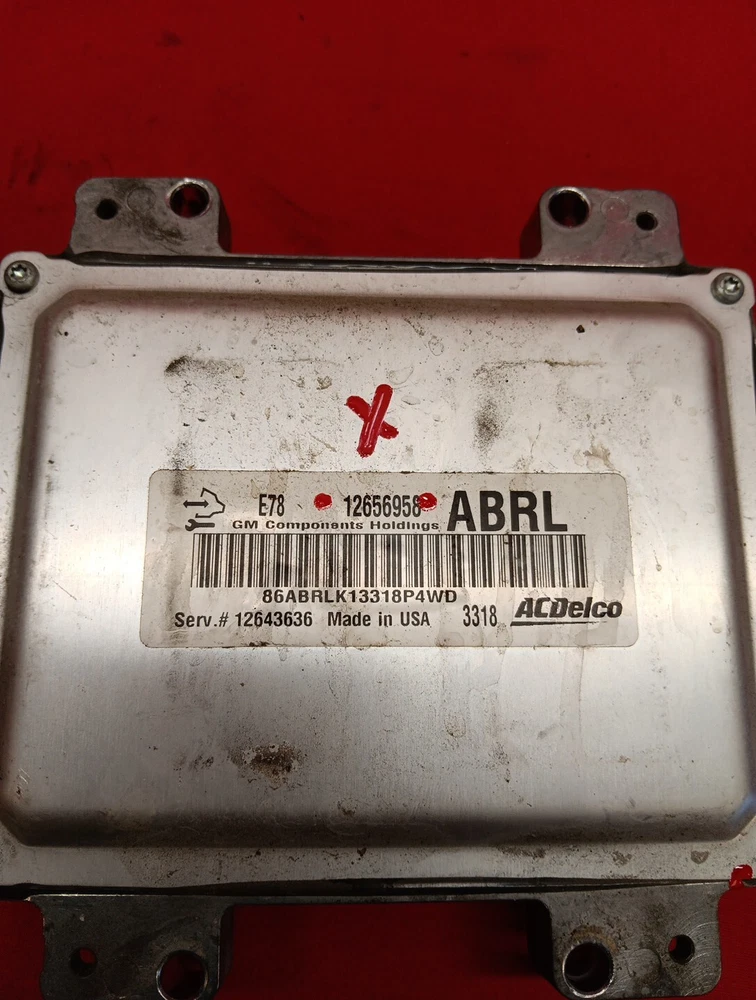 X
E78 12656958 ABRL
GM Components Holdings
86ABRLK13318P4WD
Serv.# 12643636 Made in USA 3318 ACDelco